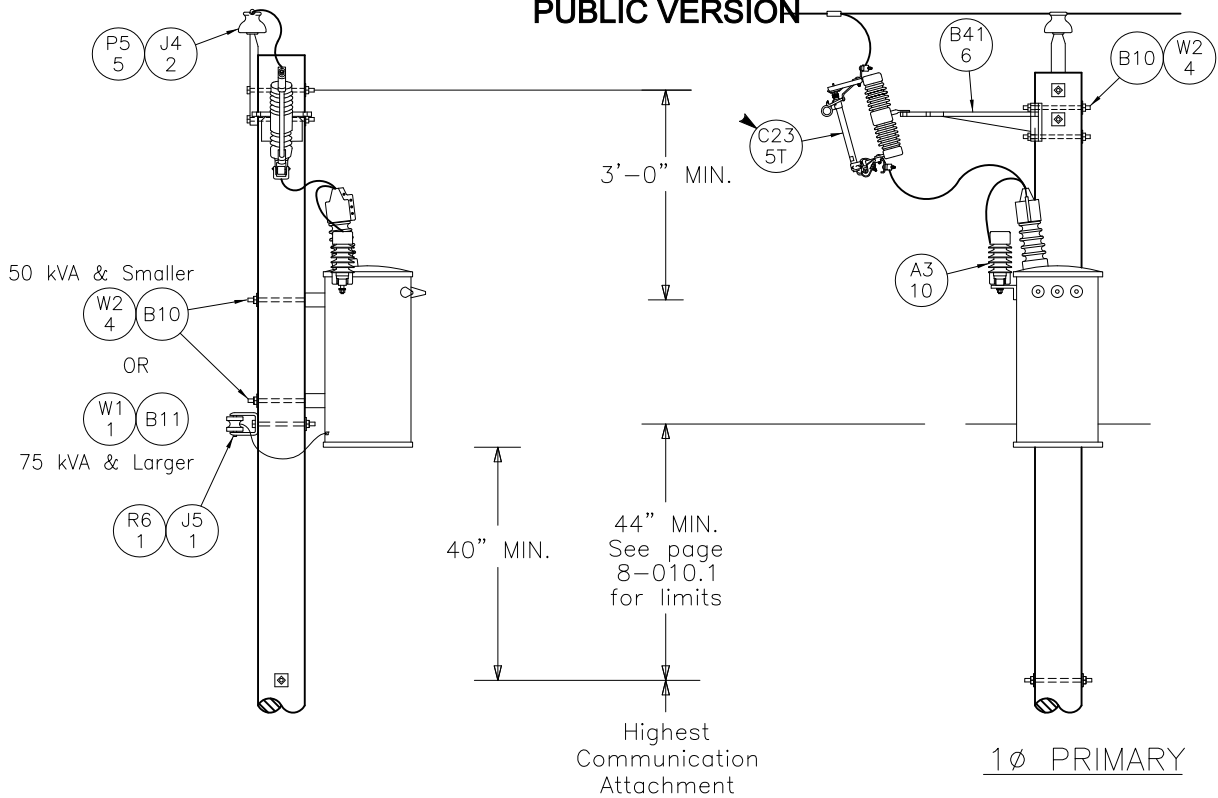 PUBLIC VERSION
P5
5
J4
2
B41
6
B10
W2
4
C23
5T
3'-0" MIN.
A3
10
50 kVA & Smaller
W2
4
B10
OR
W1
1
B11
75 kVA & Larger
R6
1
J5
1
40" MIN.
44" MIN.
See page
8-010.1
for limits
Highest
Communication
Attachment
1ø PRIMARY